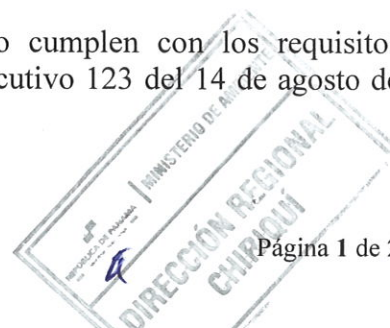 o cumplen con los requisito
cutivo 123 del 14 de agosto de
REPÚBLICA DE PANAMÁ
MINISTERIO DE AMBIENTE
DIRECCIÓN REGIONAL
CHIRIQUÍ
Página 1 de 2